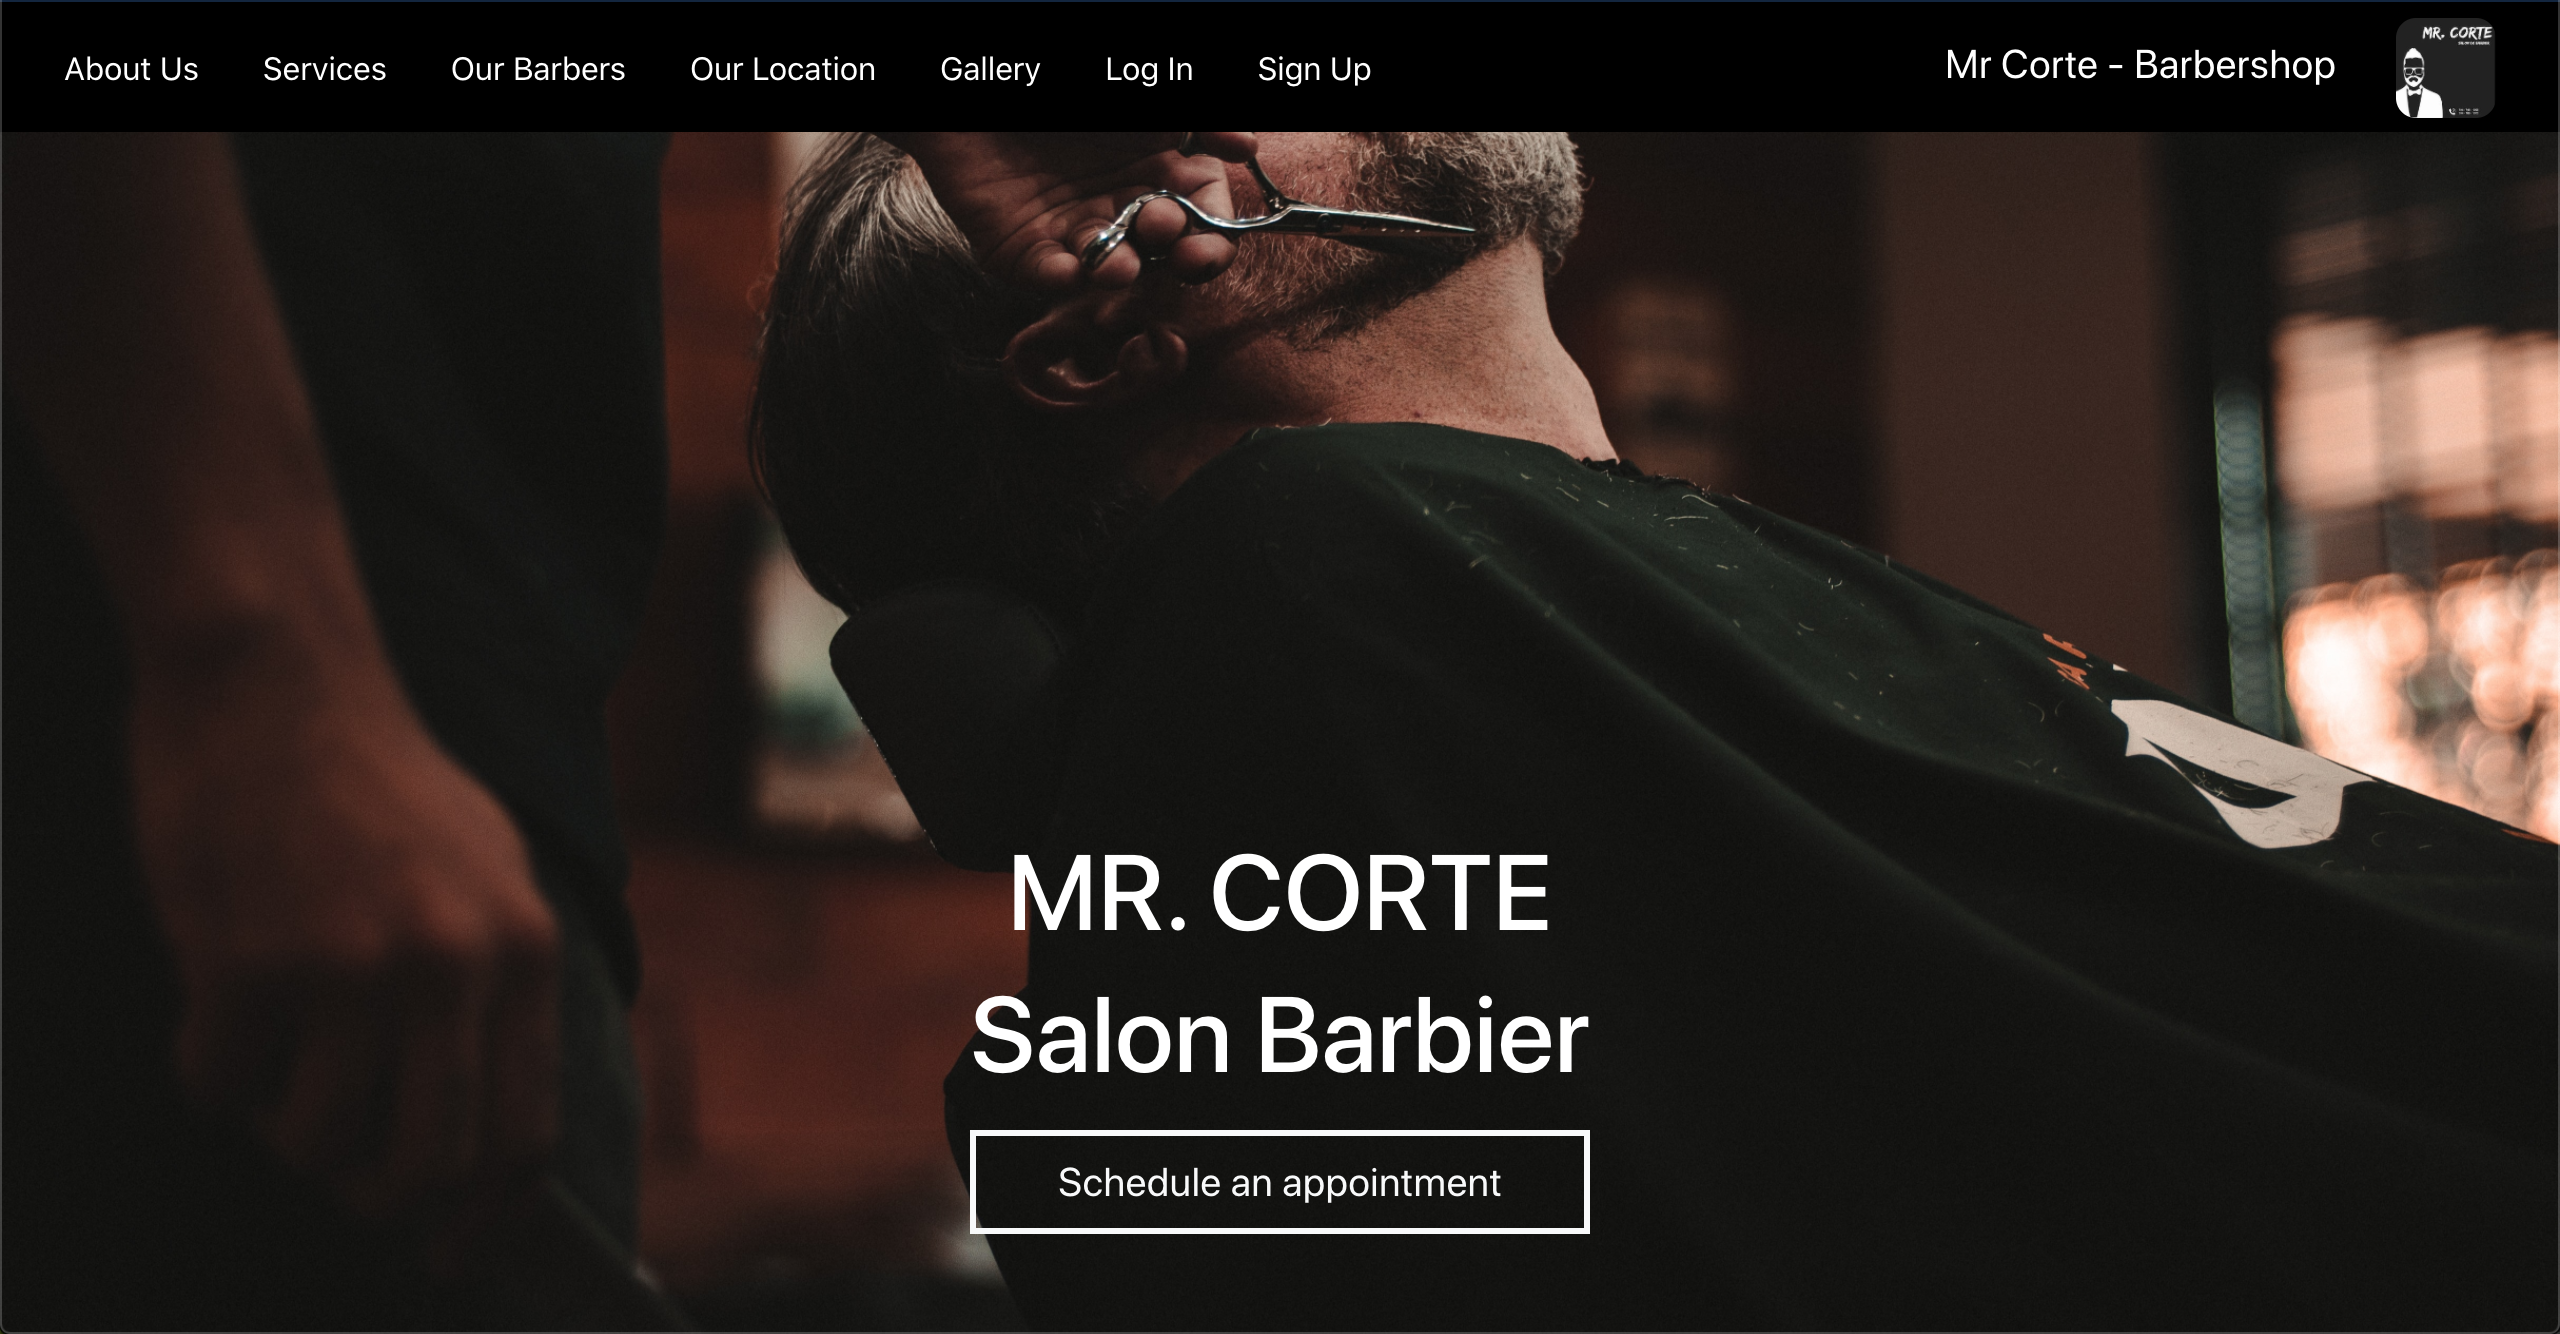 About Us Services Our Barbers Our Location Gallery Log In Sign Up Mr Corte - Barbershop
MR. CORTE
MR. CORTE
Salon Barbier
Schedule an appointment